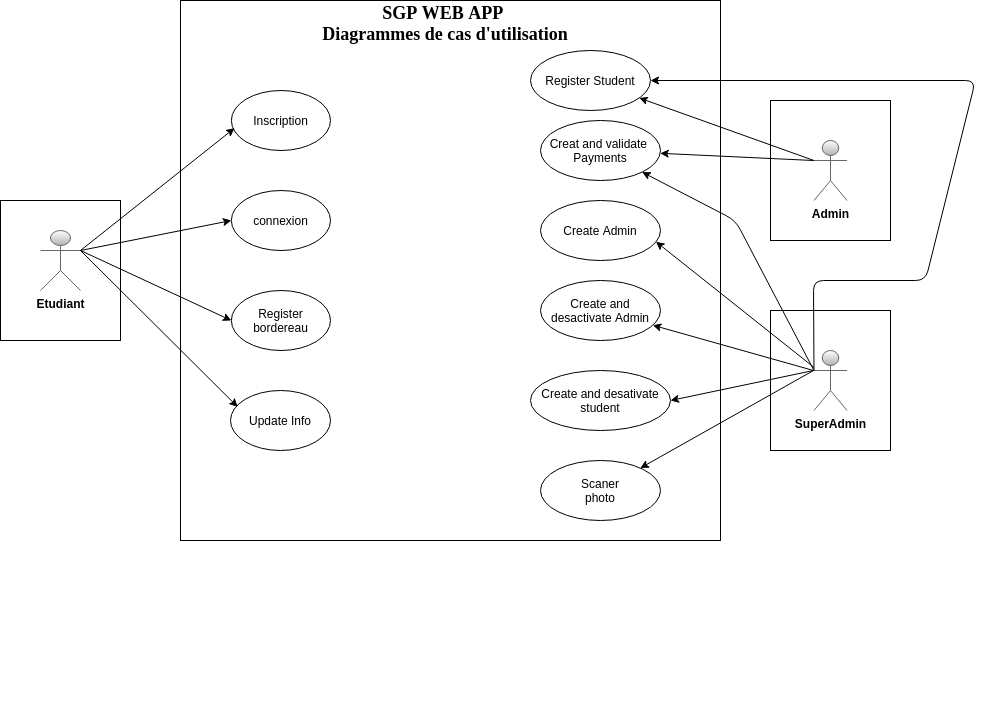 SGP WEB APP
Diagrammes de cas d'utilisation
Inscription
connexion
Register
bordereau
Update Info
Etudiant
Register Student
Creat and validate
Payments
Create Admin
Create and
desactivate Admin
Create and desativate
student
Scaner
photo
Admin
SuperAdmin